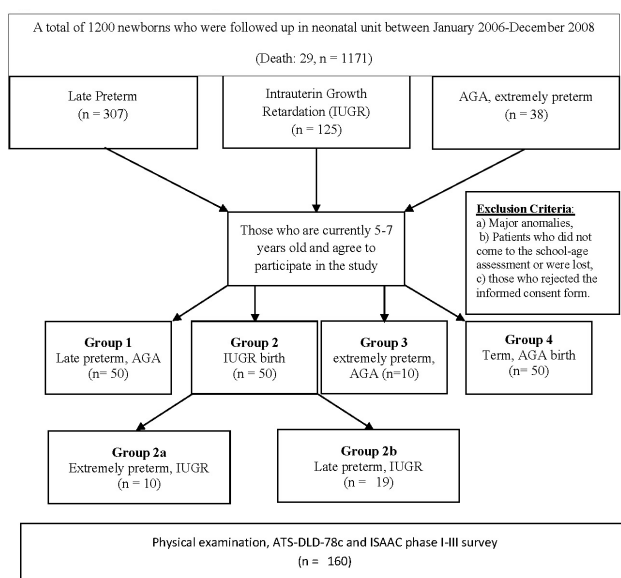 A total of 1200 newborns who were followed up in neonatal unit between January 2006-December 2008
(Death: 29, n = 1171)
Late Preterm
(n = 307)
Intrauterin Growth
Retardation (IUGR)
(n = 125)
AGA, extremely preterm
(n = 38)
Those who are currently 5-7
years old and agree to
participate in the study
Exclusion Criteria:
a) Major anomalies,
b) Patients who did not
come to the school-age
assessment or were lost,
c) those who rejected the
informed consent form.
Group 1
Late preterm, AGA
(n= 50)
Group 2
IUGR birth
(n = 50)
Group 3
extremely preterm,
AGA (n=10)
Group 4
Term, AGA birth
(n= 50)
Group 2a
Extremely preterm, IUGR
(n = 10)
Group 2b
Late preterm, IUGR
(n = 19)
Physical examination, ATS-DLD-78c and ISAAC phase I-III survey
(n = 160)